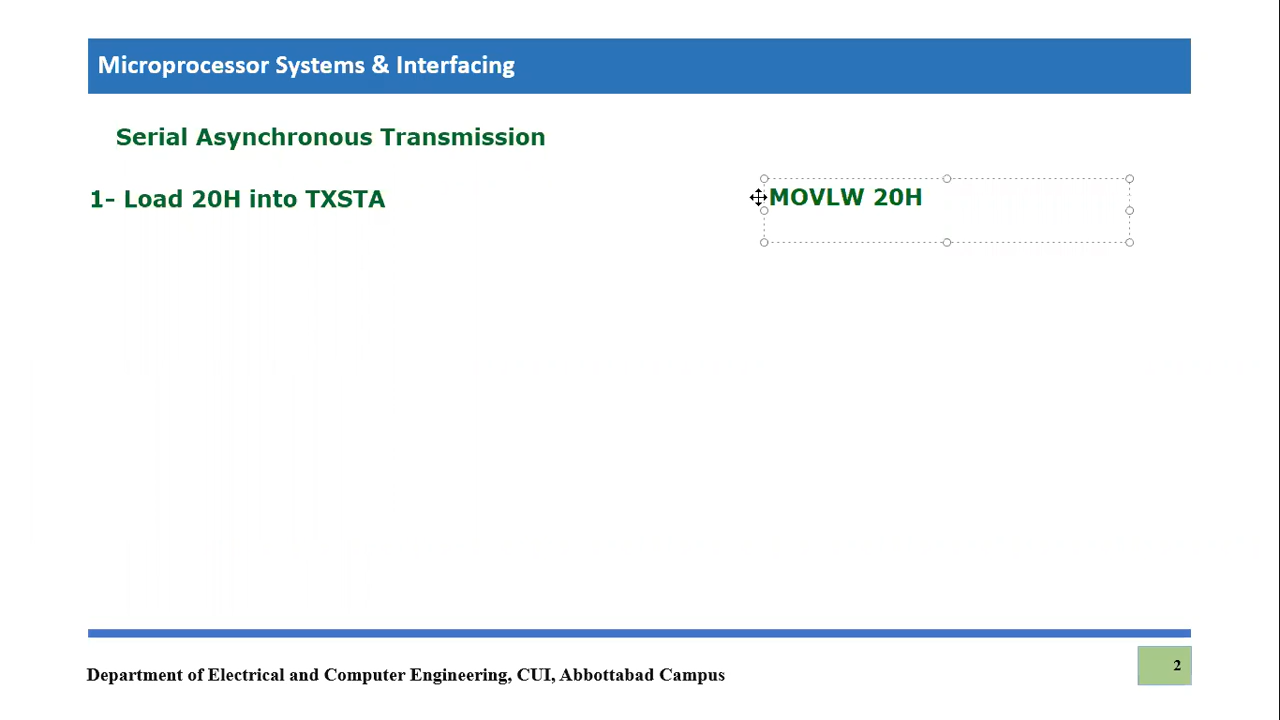 Microprocessor Systems & Interfacing
Serial Asynchronous Transmission
1- Load 20H into TXSTA
MOVLW 20H
Department of Electrical and Computer Engineering, CUI, Abbottabad Campus
2